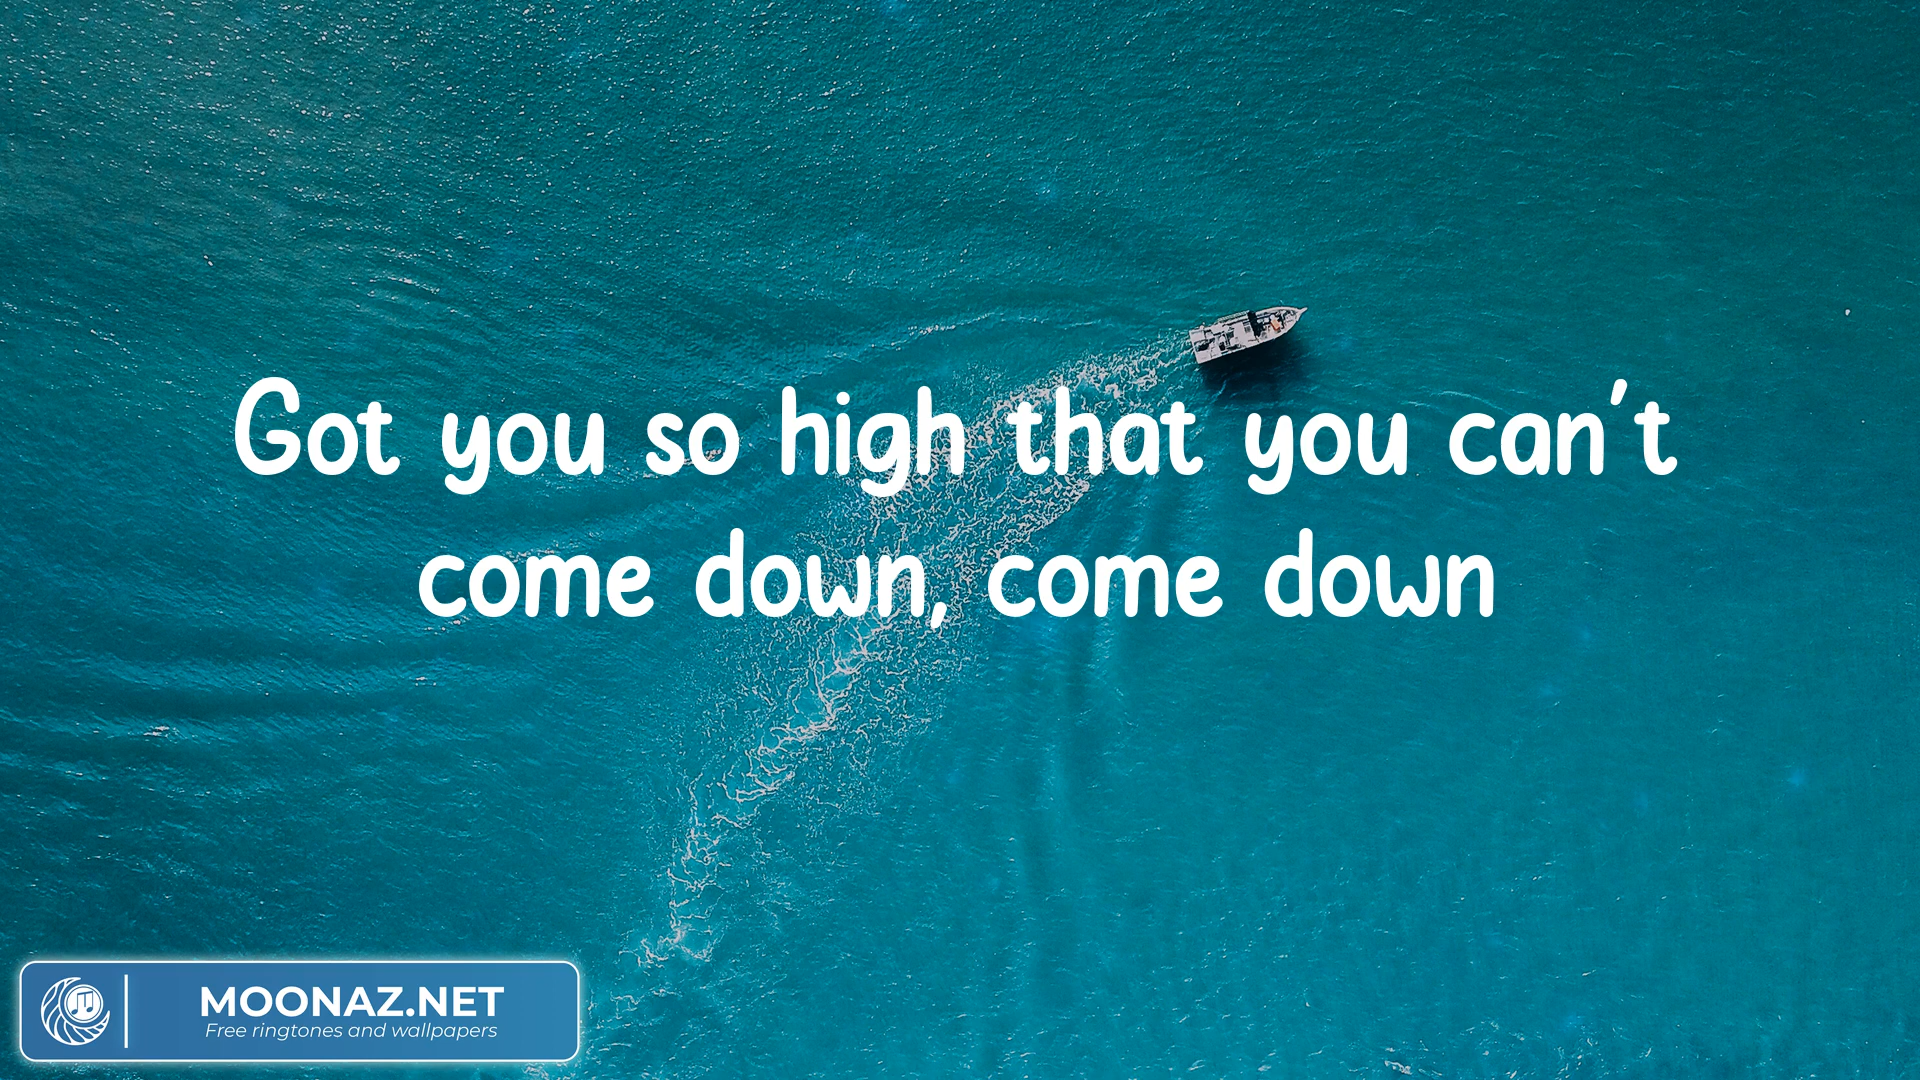 Got you so high that you can't
come down, come down
MOONAZ.NET
Free ringtones and wallpapers